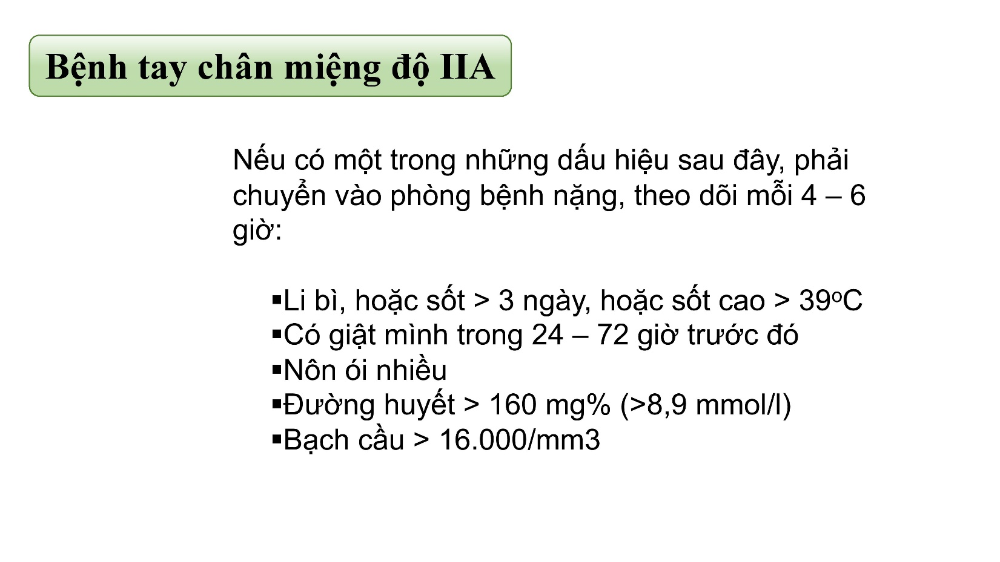 Bệnh tay chân miệng độ IIA
Nếu có một trong những dấu hiệu sau đây, phải
chuyển vào phòng bệnh nặng, theo dõi mỗi 4 – 6
giờ:
▪Li bì, hoặc sốt > 3 ngày, hoặc sốt cao > 39ºC
▪Có giật mình trong 24 – 72 giờ trước đó
▪Nôn ói nhiều
▪Đường huyết > 160 mg% (>8,9 mmol/l)
▪Bạch cầu > 16.000/mm3